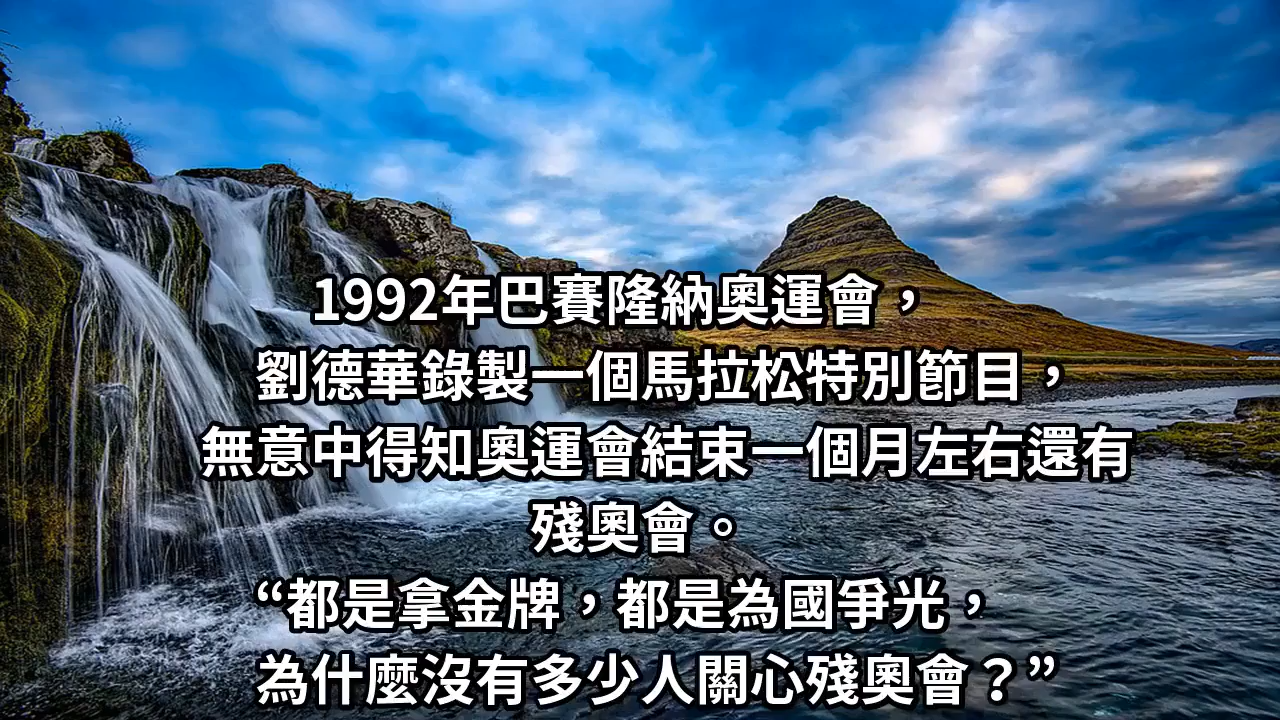 1992年巴賽隆納奧運會，
劉德華錄製一個馬拉松特別節目，
無意中得知奧運會結束一個月左右還有
殘奧會。
“都是拿金牌，都是為國爭光，
為什麼沒有多少人關心殘奧會？”